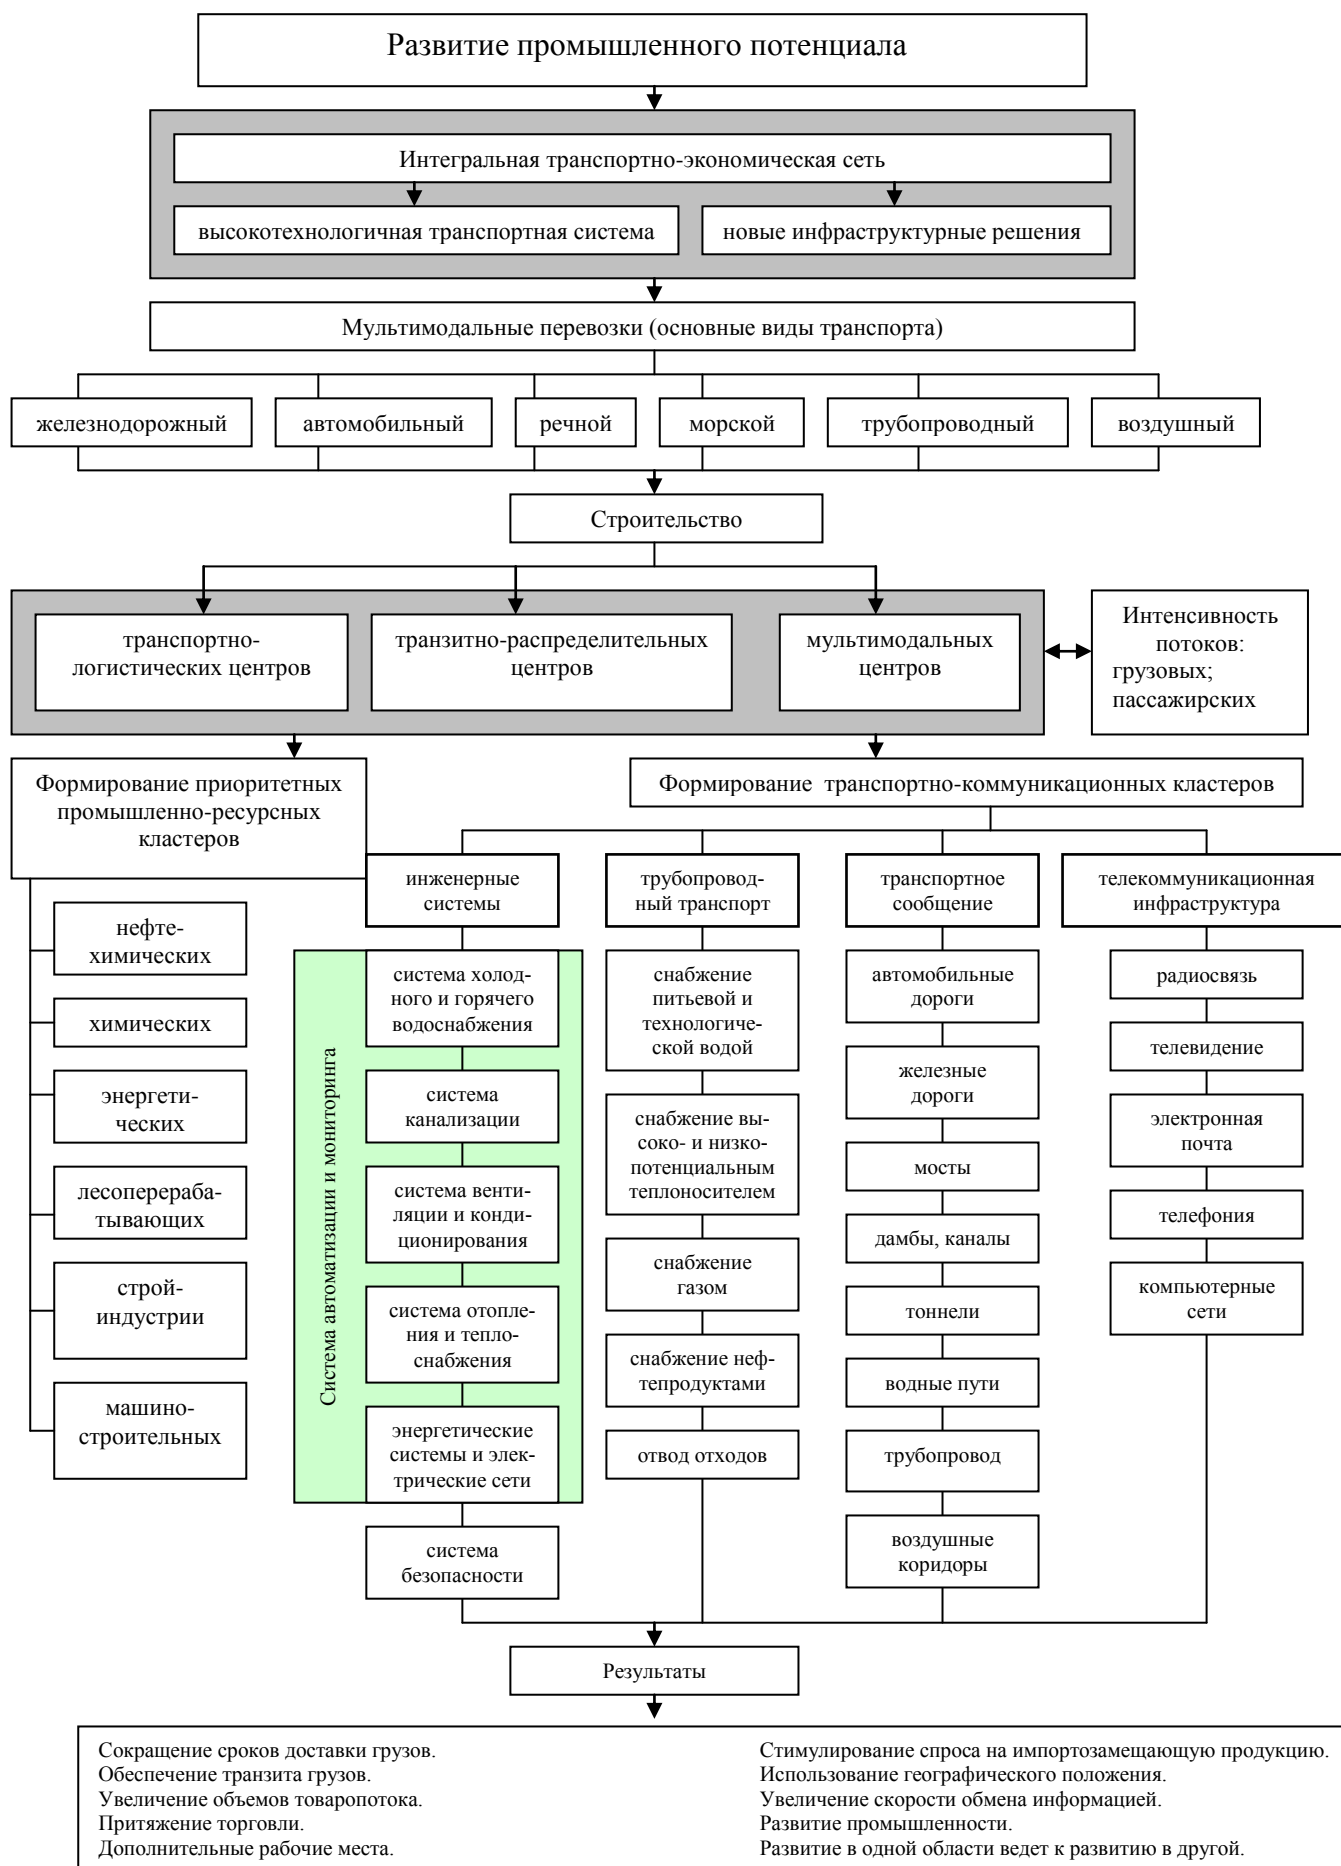 Развитие промышленного потенциала
Интегральная транспортно-экономическая сеть
высокотехнологичная транспортная система
новые инфраструктурные решения
Мультимодальные перевозки (основные виды транспорта)
железнодорожный
автомобильный
речной
морской
трубопроводный
воздушный
Строительство
транспортно-
логистических центров
транзитно-распределительных
центров
мультимодальных
центров
Интенсивность
потоков:
грузовых;
пассажирских
Формирование приоритетных
промышленно-ресурсных
кластеров
нефте-
химических
химических
энергети-
ческих
лесоперераба-
тывающих
строй-
индустрии
машино-
строительных
Формирование транспортно-коммуникационных кластеров
инженерные
системы
Система автоматизации и мониторинга
система холод-
ного и горячего
водоснабжения
система
канализации
система венти-
ляции и конди-
ционирования
система отопле-
ния и тепло-
снабжения
энергетические
системы и элек-
трические сети
система
безопасности
трубопровод-
ный транспорт
снабжение
питьевой и
технологиче-
ской водой
снабжение вы-
соко- и низко-
потенциальным
теплоносителем
снабжение
газом
снабжение неф-
тепродуктами
отвод отходов
транспортное
сообщение
автомобильные
дороги
железные
дороги
мосты
дамбы, каналы
тоннели
водные пути
трубопровод
воздушные
коридоры
телекоммуникационная
инфраструктура
радиосвязь
телевидение
электронная
почта
телефония
компьютерные
сети
Результаты
Сокращение сроков доставки грузов.
Обеспечение транзита грузов.
Увеличение объемов товаропотока.
Притяжение торговли.
Дополнительные рабочие места.
Стимулирование спроса на импортозамещающую продукцию.
Использование географического положения.
Увеличение скорости обмена информацией.
Развитие промышленности.
Развитие в одной области ведет к развитию в другой.